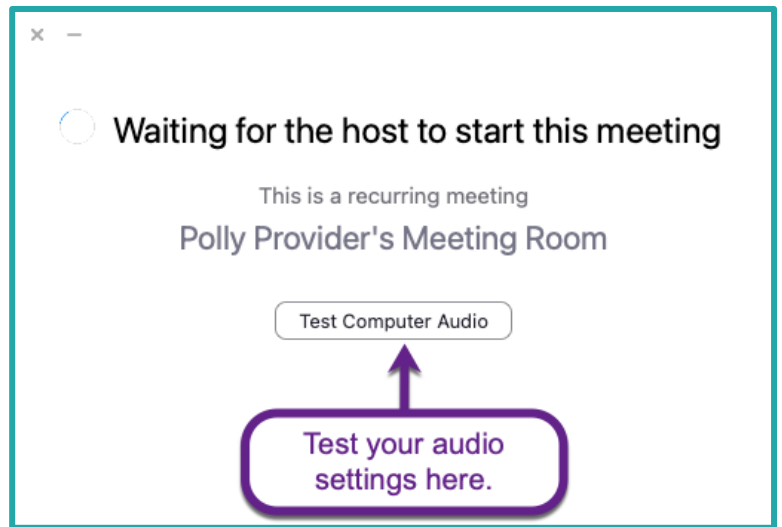 Waiting for the host to start this meeting
This is a recurring meeting
Polly Provider's Meeting Room
Test Computer Audio
Test your audio
settings here.